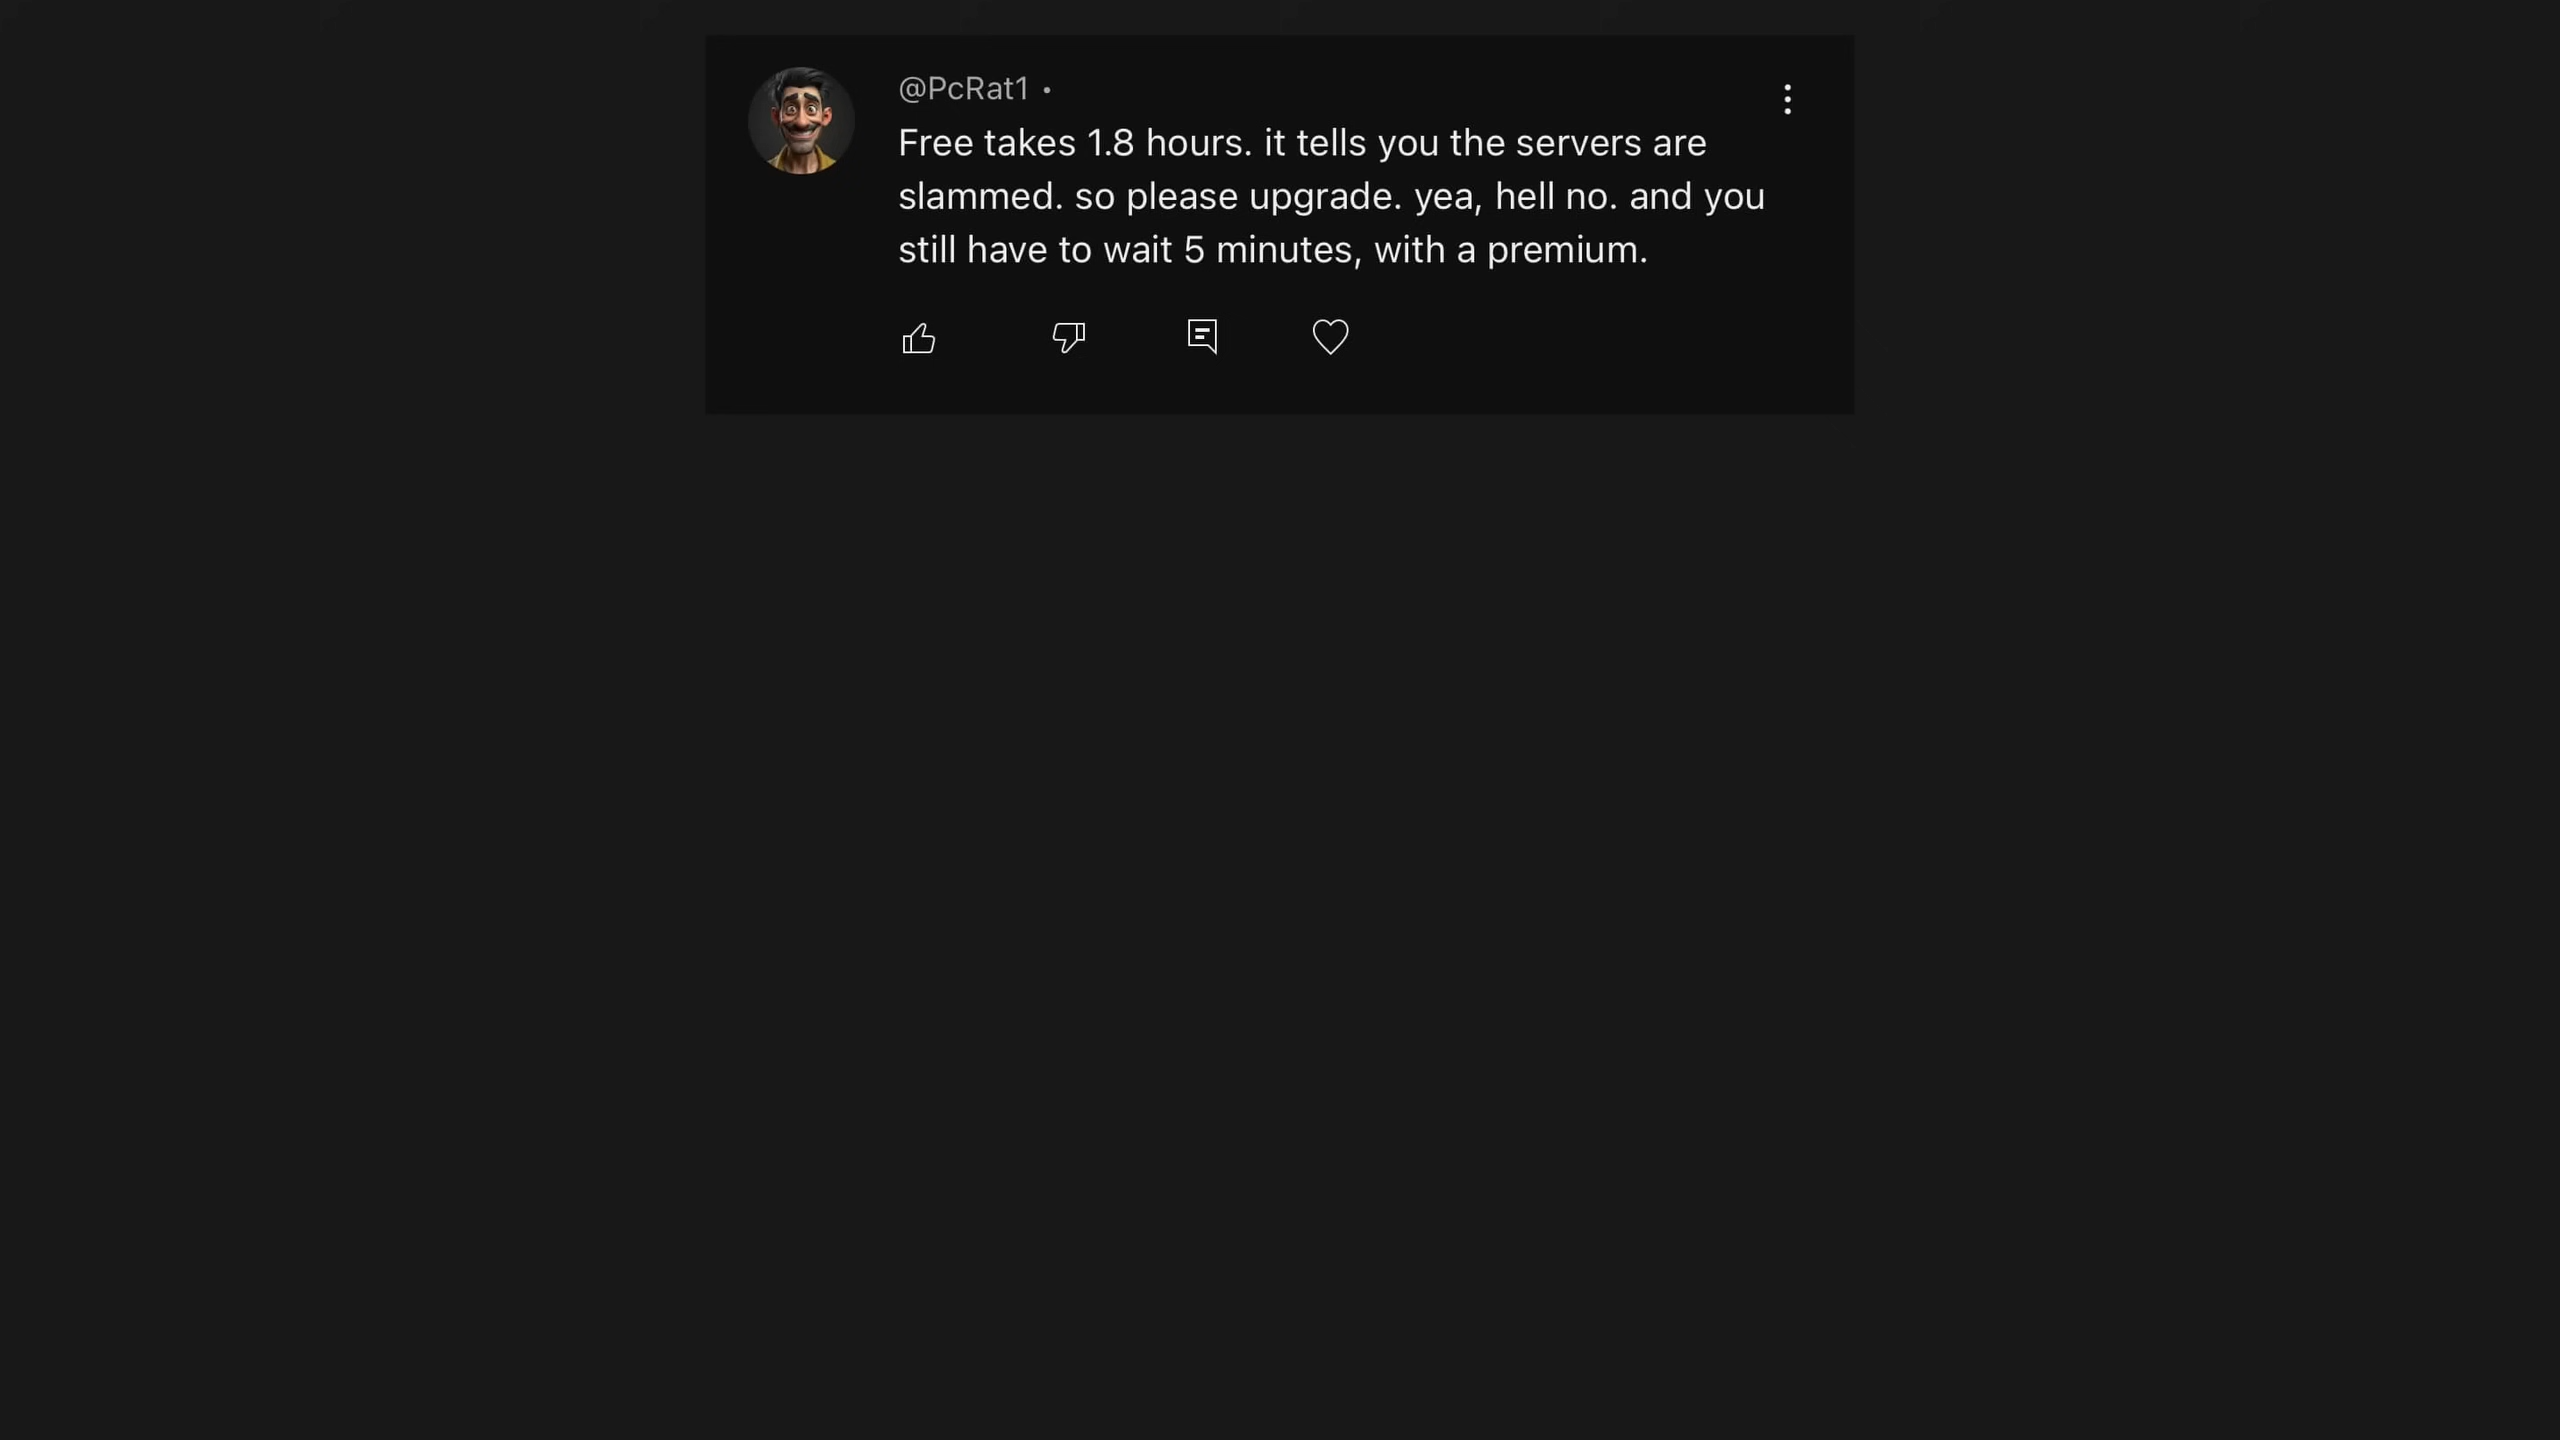 @PcRat1 •
Free takes 1.8 hours. it tells you the servers are
slammed. so please upgrade. yea, hell no. and you
still have to wait 5 minutes, with a premium.